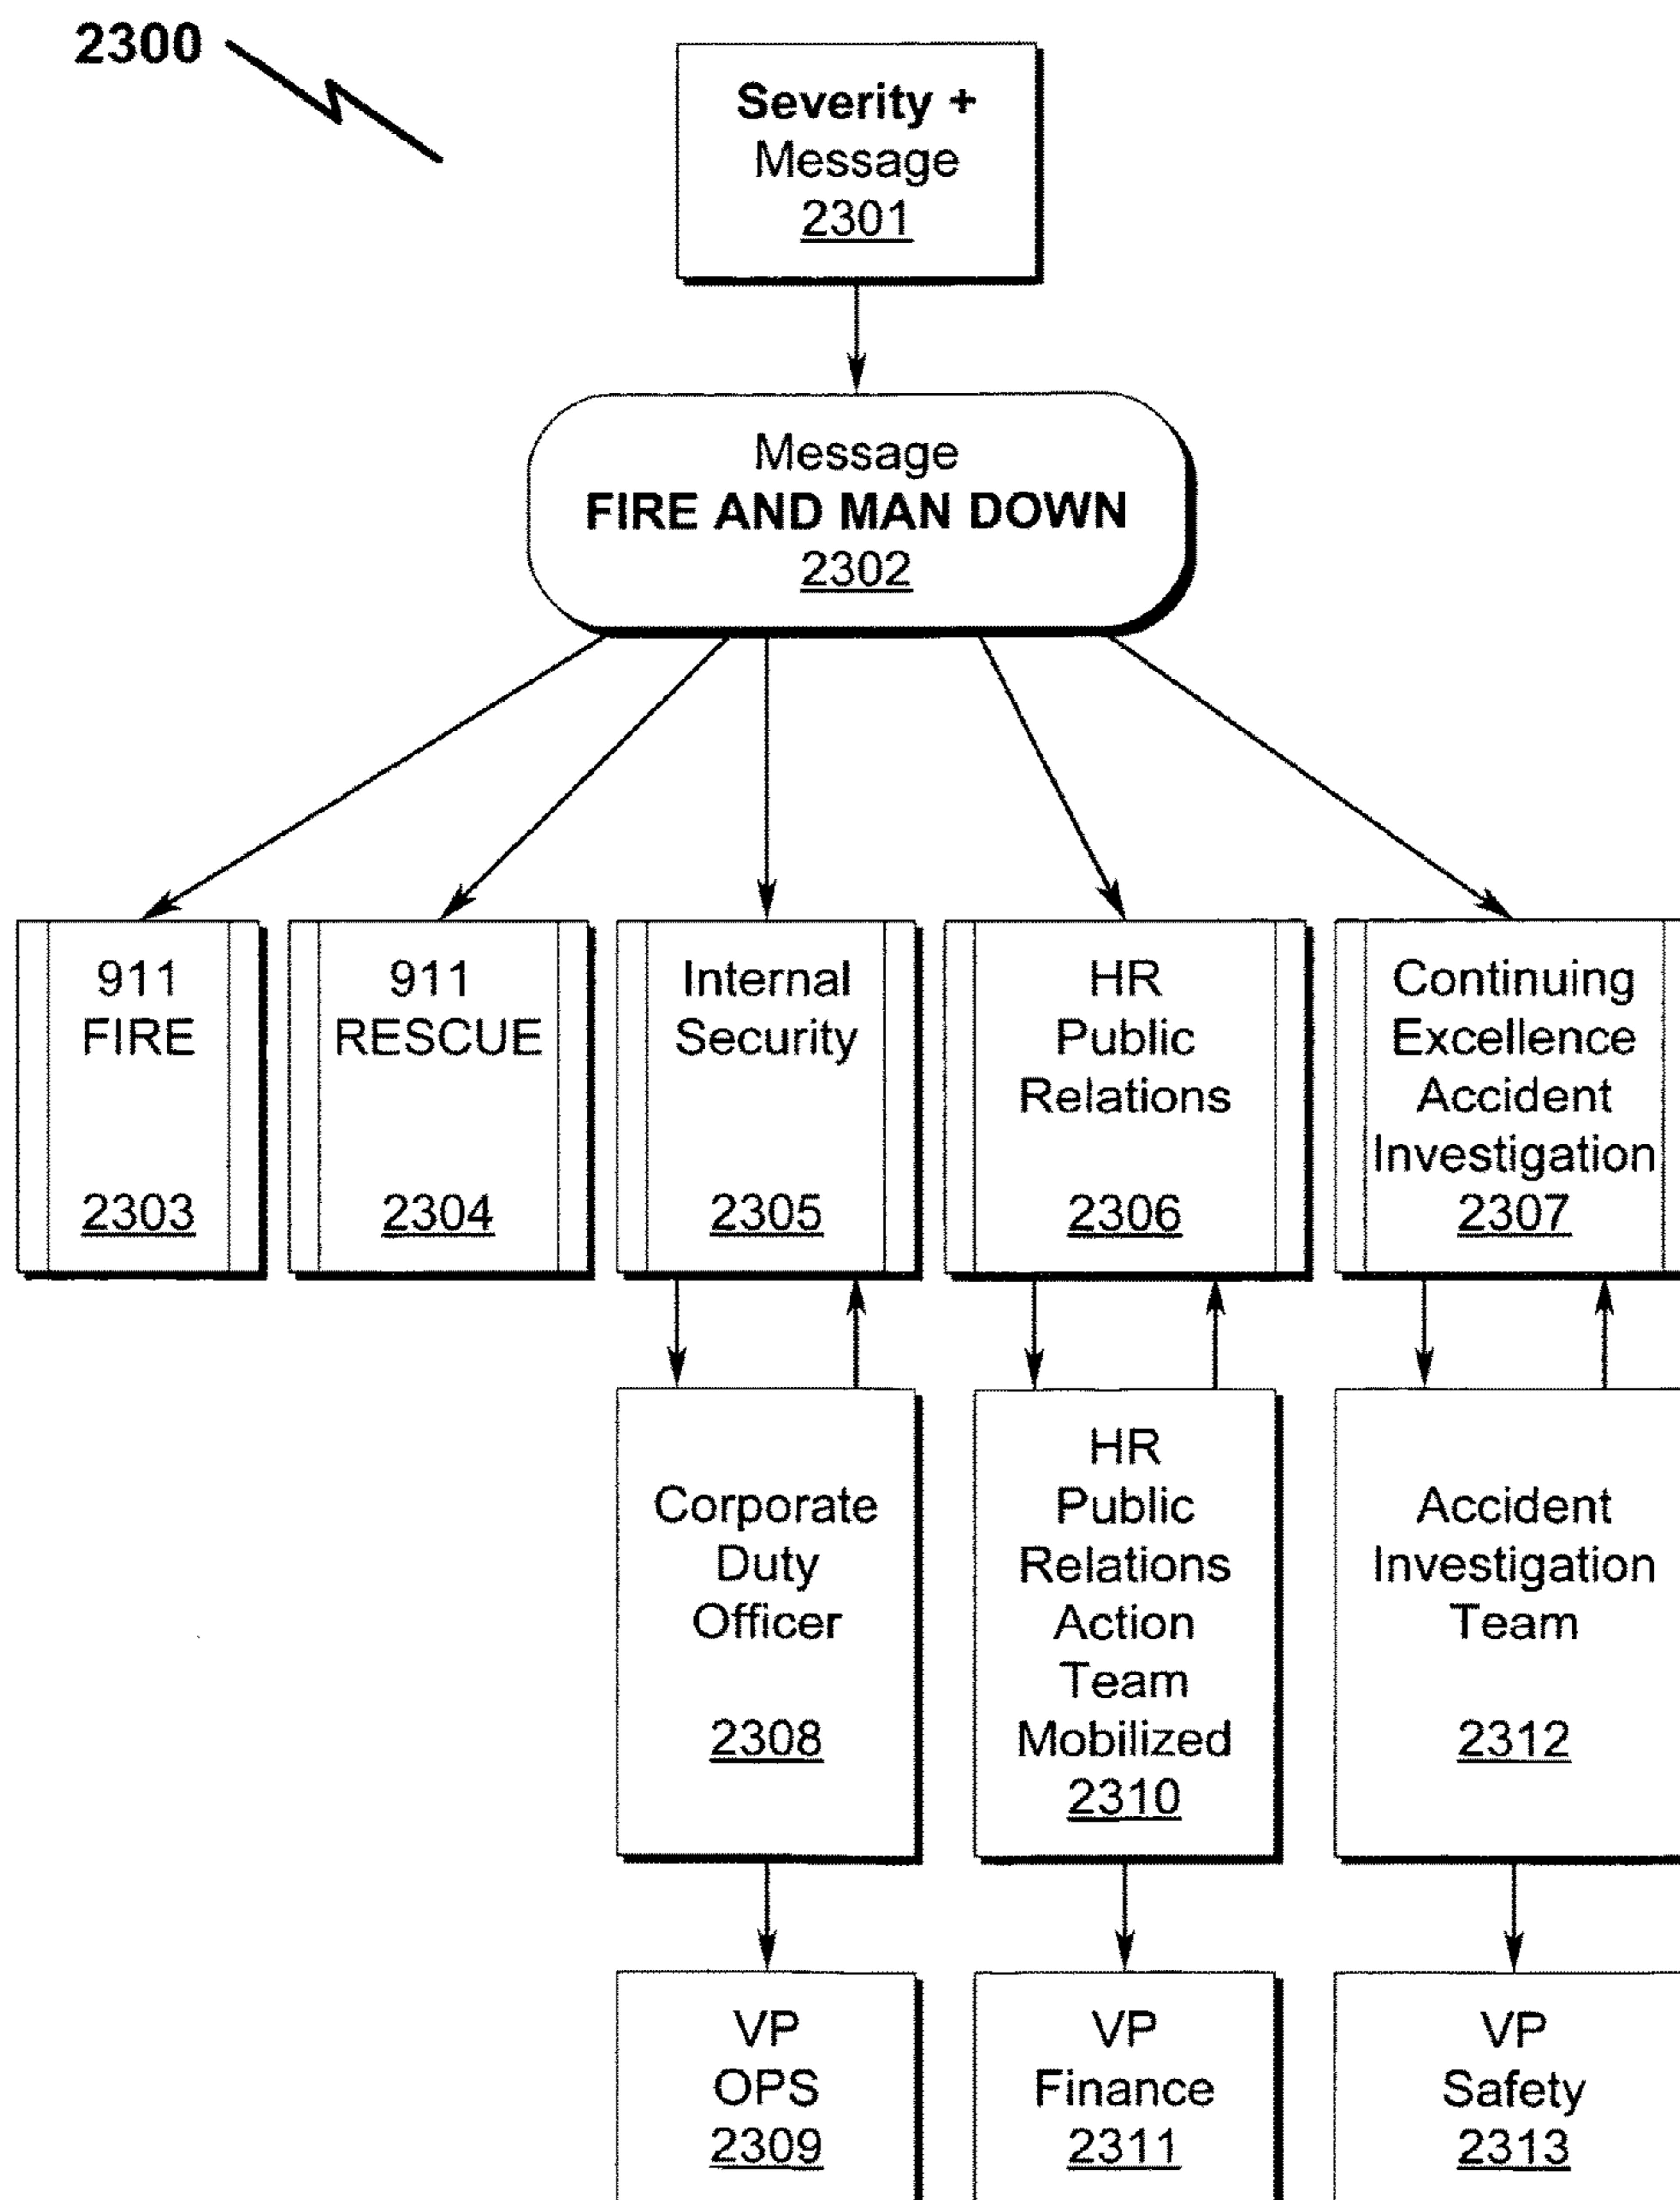 2300
Severity +
Message
2301
Message
FIRE AND MAN DOWN
2302
911
FIRE
2303
911
RESCUE
2304
Internal
Security
2305
HR
Public
Relations
2306
Continuing
Excellence
Accident
Investigation
2307
Corporate
Duty
Officer
2308
HR
Public
Relations
Action
Team
Mobilized
2310
Accident
Investigation
Team
2312
VP
OPS
2309
VP
Finance
2311
VP
Safety
2313